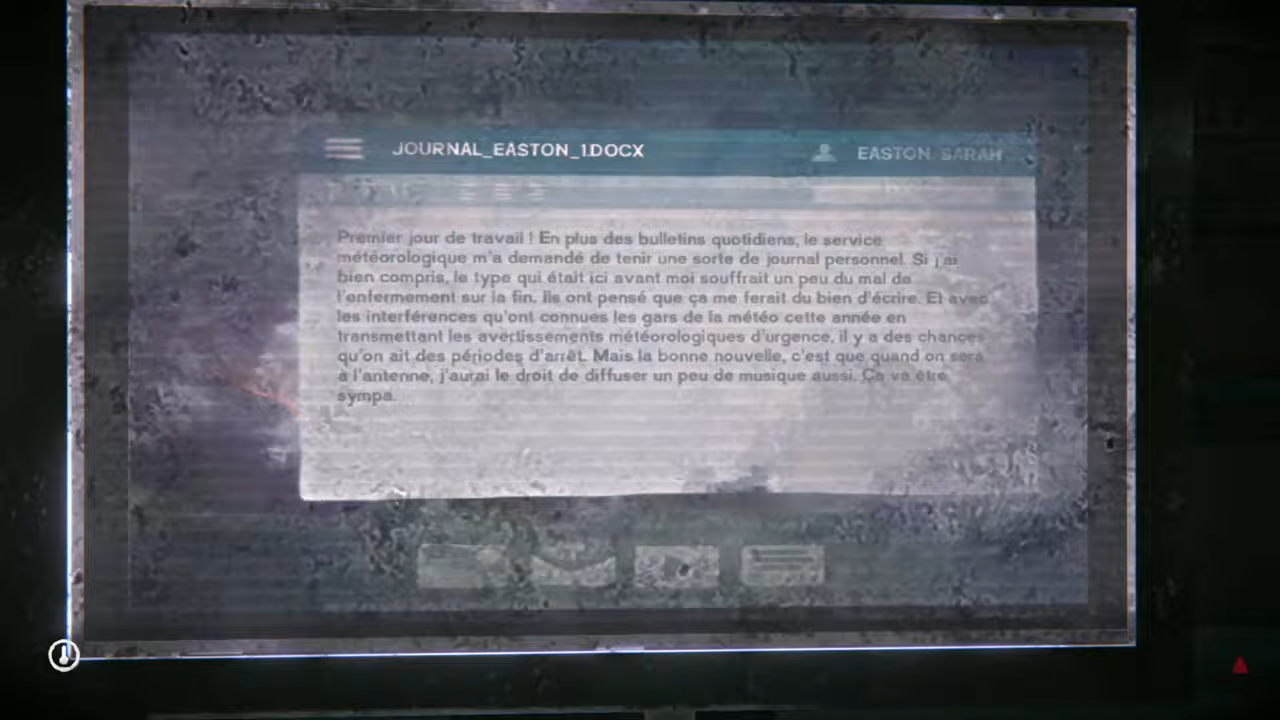 JOURNAL_EASTON_1.DOCX
EASTON SARAH
Premier jour de travail ! En plus des bulletins quotidiens, le service
météorologique m'a demandé de tenir une sorte de journal personnel. Si j'ai
bien compris, le type qui était ici avant moi souffrait un peu du mal de
l'enfermement sur la fin. Ils ont pensé que ça me ferait du bien d'écrire. Et avec
les interférences qu'ont connues les gars de la météo cette année en
transmettant les avertissements météorologiques d'urgence, il y a des chances
qu'on ait des périodes d'arrêt. Mais la bonne nouvelle, c'est que quand on sera
à l'antenne, j'aurai le droit de diffuser un peu de musique aussi. Ça va être
sympa.